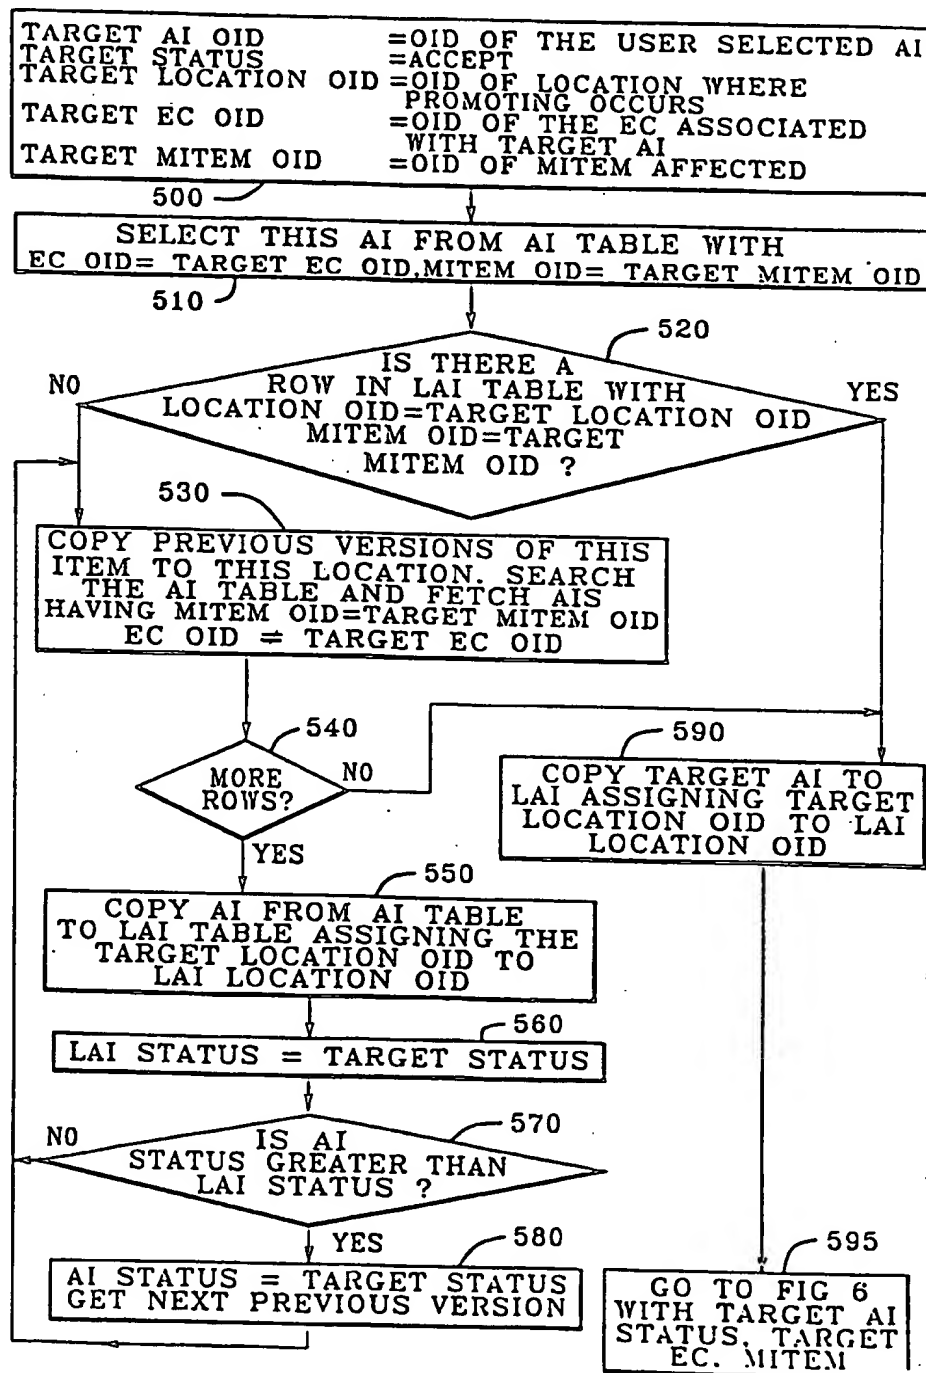 TARGET AI OID =OID OF THE USER SELECTED AI
TARGET STATUS =ACCEPT
TARGET LOCATION OID =OID OF LOCATION WHERE
PROMOTING OCCURS
TARGET EC OID =OID OF THE EC ASSOCIATED
WITH TARGET AI
TARGET MITEM OID =OID OF MITEM AFFECTED
500
SELECT THIS AI FROM AI TABLE WITH
EC OID= TARGET EC OID,MITEM OID= TARGET MITEM OID
510
520
IS THERE A
ROW IN LAI TABLE WITH
LOCATION OID=TARGET LOCATION OID
MITEM OID=TARGET
MITEM OID ?
NO
YES
530
COPY PREVIOUS VERSIONS OF THIS
ITEM TO THIS LOCATION. SEARCH
THE AI TABLE AND FETCH AIS
HAVING MITEM OID=TARGET MITEM OID
EC OID ≠ TARGET EC OID
540
MORE
ROWS?
NO
YES
590
COPY TARGET AI TO
LAI ASSIGNING TARGET
LOCATION OID TO LAI
LOCATION OID
550
COPY AI FROM AI TABLE
TO LAI TABLE ASSIGNING THE
TARGET LOCATION OID TO
LAI LOCATION OID
560
LAI STATUS = TARGET STATUS
570
NO
IS AI
STATUS GREATER THAN
LAI STATUS ?
YES
580
AI STATUS = TARGET STATUS
GET NEXT PREVIOUS VERSION
595
GO TO FIG 6
WITH TARGET AI
STATUS, TARGET
EC. MITEM